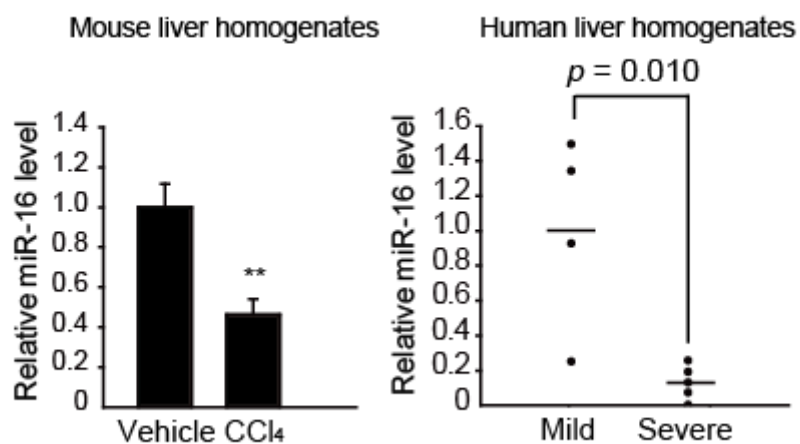 Mouse liver homogenates
Relative miR-16 level
1.4
1.2
1.0
0.8
0.6
0.4
0.2
0
**
Vehicle CCl₄
Human liver homogenates
p = 0.010
Relative miR-16 level
1.6
1.4
1.2
1.0
0.8
0.6
0.4
0.2
0
Mild Severe